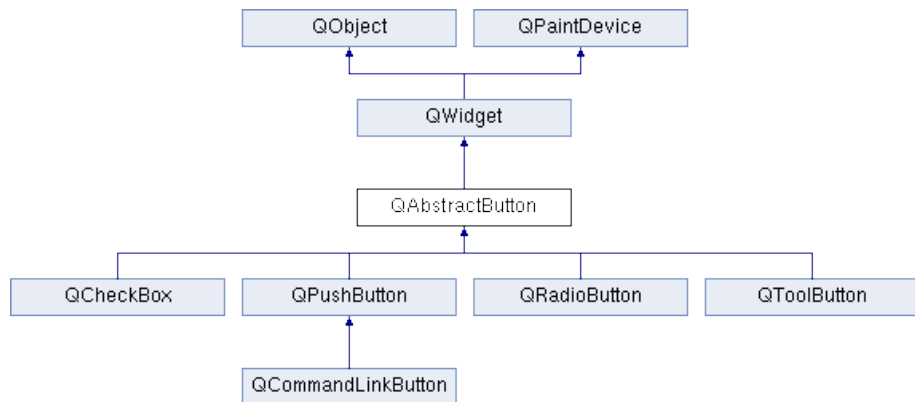 QObject
QPaintDevice
QWidget
QAbstractButton
QCheckBox
QPushButton
QRadioButton
QToolButton
QCommandLinkButton